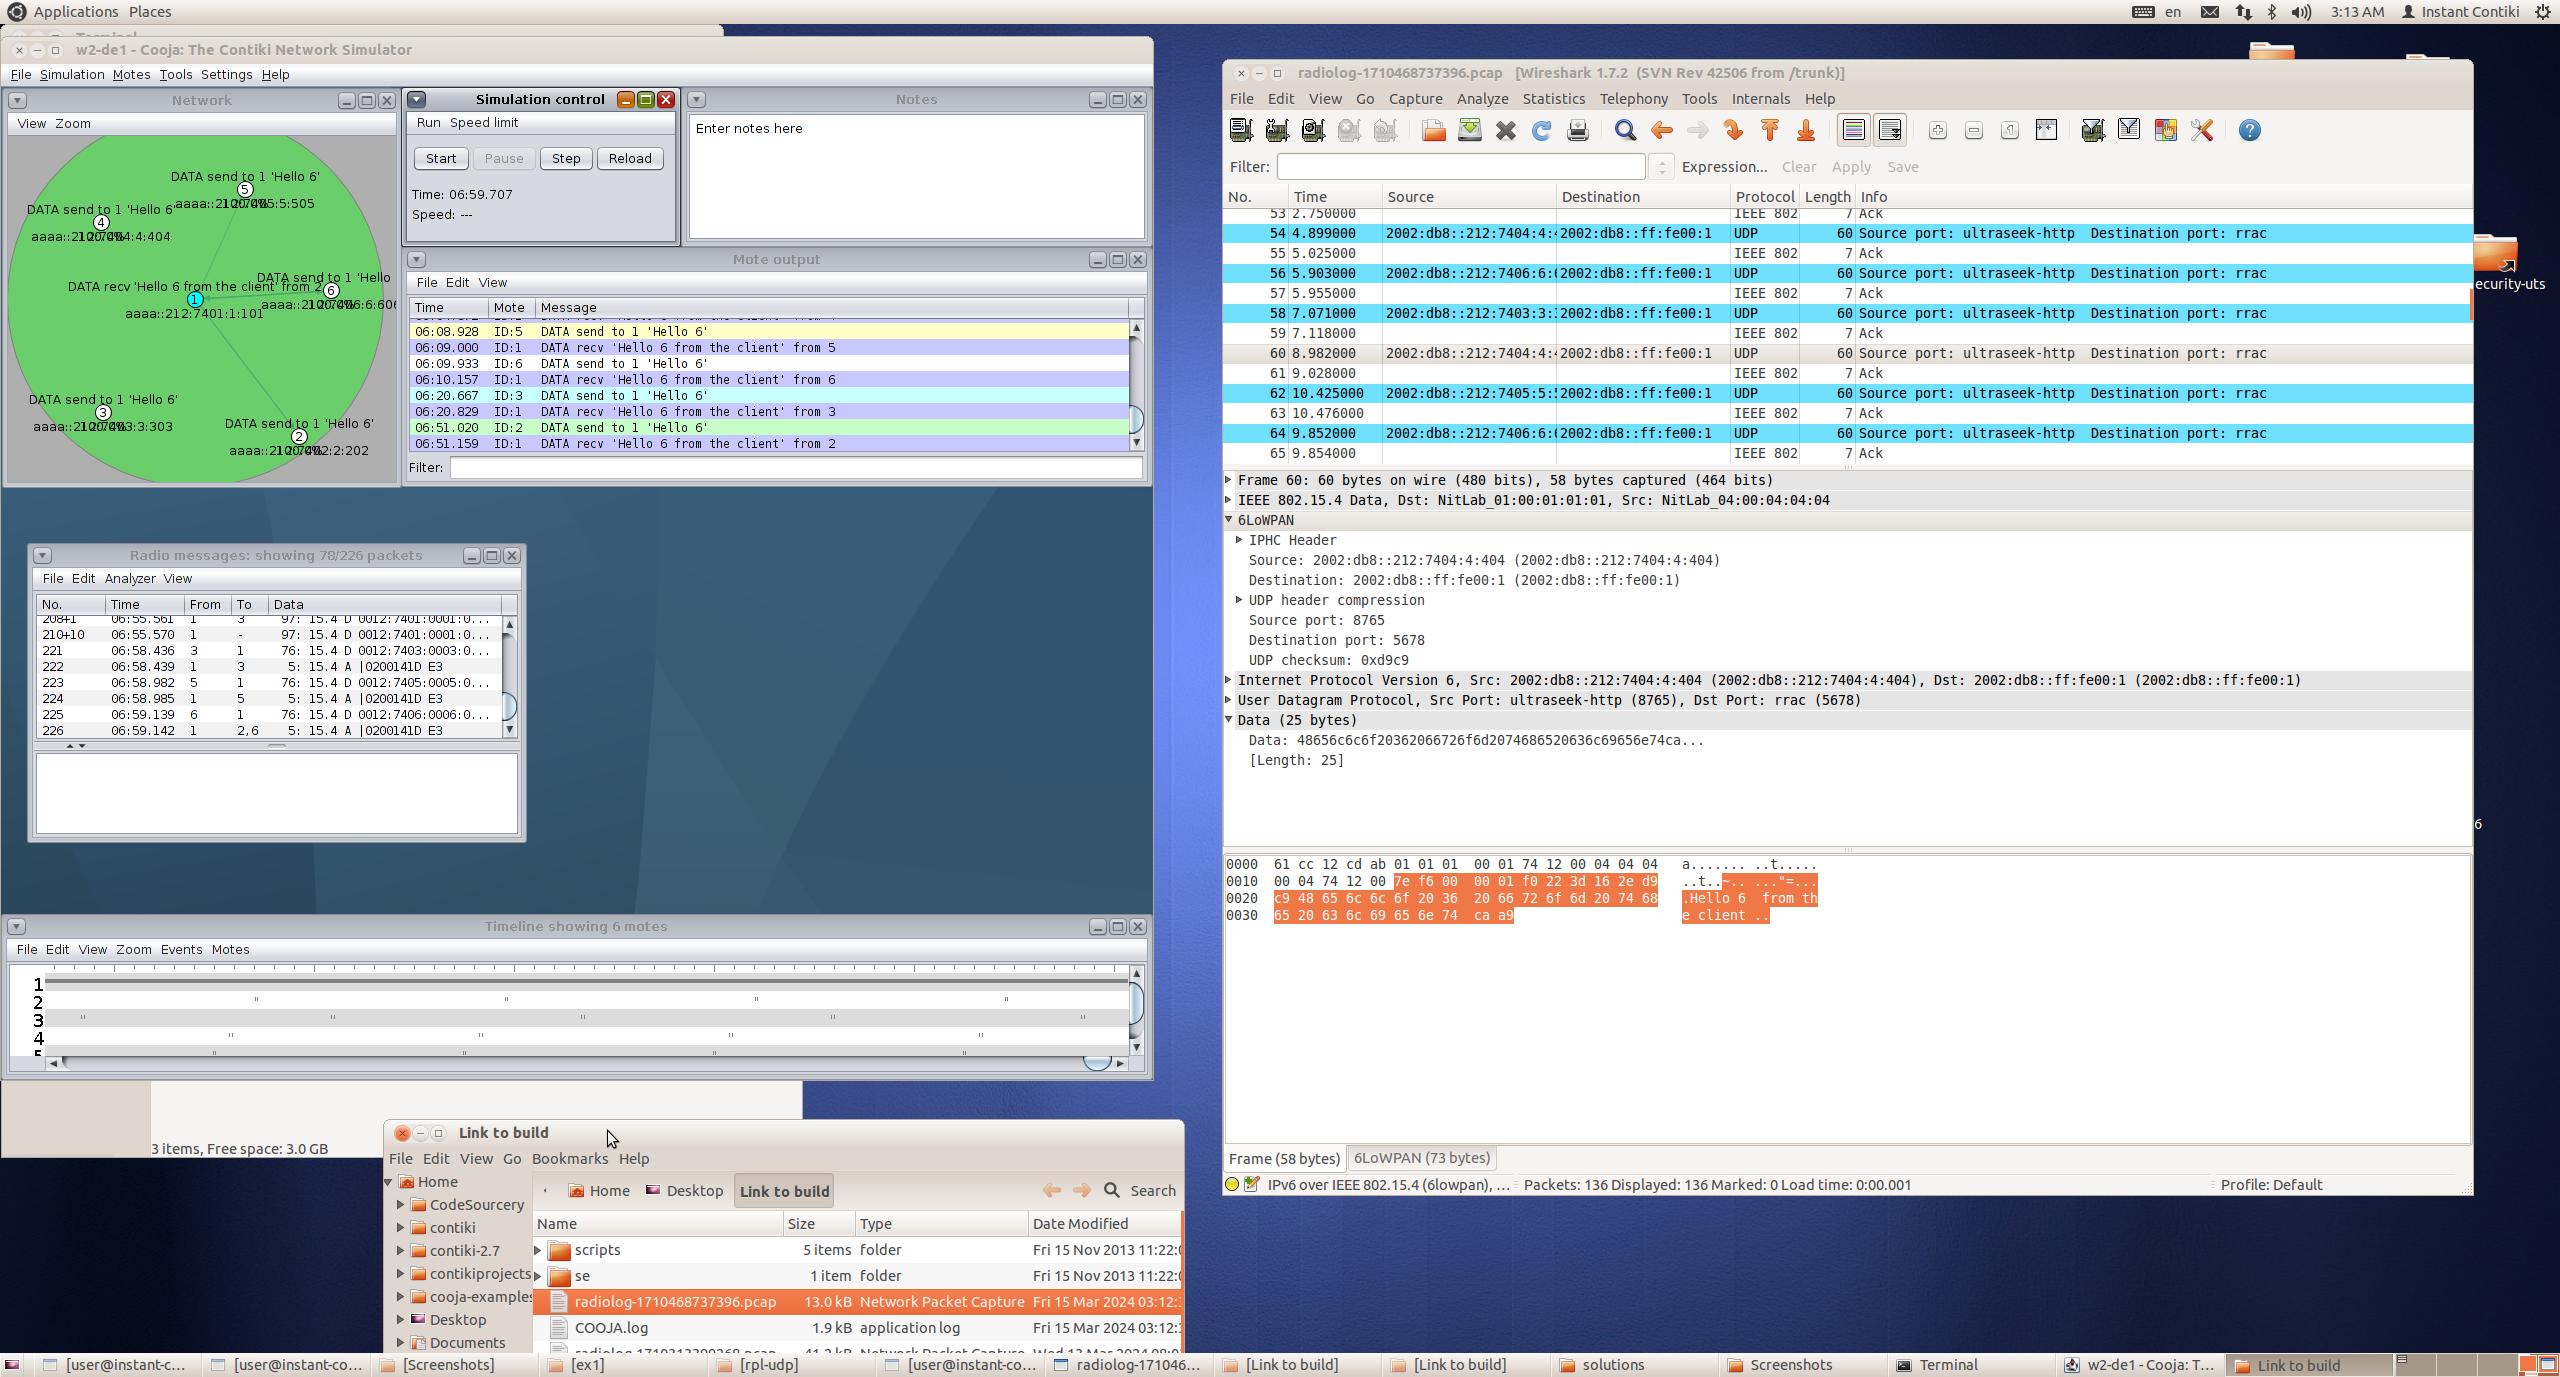 Applications Places
en 3:13 AM Instant Contiki
w2-de1 - Cooja: The Contiki Network Simulator
File Simulation Motes Tools Settings Help
Network
View Zoom
DATA send to 1 'Hello 6'
5
DATA send to 1 'Hello 6'
4
DATA send to 1 'Hello
6
DATA recv 'Hello 6 from the client' from 2
1
aaaa::212:7401:1:101
DATA send to 1 'Hello 6'
3
DATA send to 1 'Hello 6'
2
Simulation control
Run Speed limit
Start Pause Step Reload
Time: 06:59.707
Speed: ---
Notes
Enter notes here
Mote output
File Edit View
Time Mote Message
06:08.928 ID:5 DATA send to 1 'Hello 6'
06:09.000 ID:1 DATA recv 'Hello 6 from the client' from 5
06:09.933 ID:6 DATA send to 1 'Hello 6'
06:10.157 ID:1 DATA recv 'Hello 6 from the client' from 6
06:20.667 ID:3 DATA send to 1 'Hello 6'
06:20.829 ID:1 DATA recv 'Hello 6 from the client' from 3
06:51.020 ID:2 DATA send to 1 'Hello 6'
06:51.159 ID:1 DATA recv 'Hello 6 from the client' from 2
Filter:
Radio messages: showing 78/226 packets
File Edit Analyzer View
No. Time From To Data
208+1 06:55.561 1 3 97: 15.4 D 0012:7401:0001:0...
210+10 06:55.570 1 - 97: 15.4 D 0012:7401:0001:0...
221 06:58.436 3 1 76: 15.4 D 0012:7403:0003:0...
222 06:58.439 1 3 5: 15.4 A |0200141D E3
223 06:58.982 5 1 76: 15.4 D 0012:7405:0005:0...
224 06:58.985 1 5 5: 15.4 A |0200141D E3
225 06:59.139 6 1 76: 15.4 D 0012:7406:0006:0...
226 06:59.142 1 2,6 5: 15.4 A |0200141D E3
Timeline showing 6 motes
File Edit View Zoom Events Motes
1
2
3
4
5
3 items, Free space: 3.0 GB
Link to build
File Edit View Go Bookmarks Help
Home Desktop Link to build Search
Home
CodeSourcery
contiki
contiki-2.7
contikiprojects
cooja-examples
Desktop
Documents
Name Size Type Date Modified
scripts 5 items folder Fri 15 Nov 2013 11:22:0
se 1 item folder Fri 15 Nov 2013 11:22:0
radiolog-1710468737396.pcap 13.0 kB Network Packet Capture Fri 15 Mar 2024 03:12:3
COOJA.log 1.9 kB application log Fri 15 Mar 2024 03:12:3
radiolog-1710468737396.pcap [Wireshark 1.7.2 (SVN Rev 42506 from /trunk)]
File Edit View Go Capture Analyze Statistics Telephony Tools Internals Help
Filter: Expression... Clear Apply Save
No. Time Source Destination Protocol Length Info
53 2.750000 IEEE 802 7 Ack
54 4.899000 2002:db8::212:7404:4:4 2002:db8::ff:fe00:1 UDP 60 Source port: ultraseek-http Destination port: rrac
55 5.025000 IEEE 802 7 Ack
56 5.903000 2002:db8::212:7406:6:6 2002:db8::ff:fe00:1 UDP 60 Source port: ultraseek-http Destination port: rrac
57 5.955000 IEEE 802 7 Ack
58 7.071000 2002:db8::212:7403:3:3 2002:db8::ff:fe00:1 UDP 60 Source port: ultraseek-http Destination port: rrac
59 7.118000 IEEE 802 7 Ack
60 8.982000 2002:db8::212:7404:4:4 2002:db8::ff:fe00:1 UDP 60 Source port: ultraseek-http Destination port: rrac
61 9.028000 IEEE 802 7 Ack
62 10.425000 2002:db8::212:7405:5:5 2002:db8::ff:fe00:1 UDP 60 Source port: ultraseek-http Destination port: rrac
63 10.476000 IEEE 802 7 Ack
64 9.852000 2002:db8::212:7406:6:6 2002:db8::ff:fe00:1 UDP 60 Source port: ultraseek-http Destination port: rrac
65 9.854000 IEEE 802 7 Ack
Frame 60: 60 bytes on wire (480 bits), 58 bytes captured (464 bits)
IEEE 802.15.4 Data, Dst: NitLab_01:00:01:01:01, Src: NitLab_04:00:04:04:04
6LoWPAN
IPHC Header
Source: 2002:db8::212:7404:4:404 (2002:db8::212:7404:4:404)
Destination: 2002:db8::ff:fe00:1 (2002:db8::ff:fe00:1)
UDP header compression
Source port: 8765
Destination port: 5678
UDP checksum: 0xd9c9
Internet Protocol Version 6, Src: 2002:db8::212:7404:4:404 (2002:db8::212:7404:4:404), Dst: 2002:db8::ff:fe00:1 (2002:db8::ff:fe00:1)
User Datagram Protocol, Src Port: ultraseek-http (8765), Dst Port: rrac (5678)
Data (25 bytes)
Data: 48656c6c6f20362066726f6d2074686520636c69656e74ca...
[Length: 25]
0000 61 cc 12 cd ab 01 01 01 00 01 74 12 00 04 04 04 a....... ..t.....
0010 00 04 74 12 00 7e f6 00 00 01 f0 22 3d 16 2e d9 ..t..~.. ..."=...
0020 c9 48 65 6c 6c 6f 20 36 20 66 72 6f 6d 20 74 68 .Hello 6 from th
0030 65 20 63 6c 69 65 6e 74 ca a9 e client ..
Frame (58 bytes) 6LoWPAN (73 bytes)
IPv6 over IEEE 802.15.4 (6lowpan), ... Packets: 136 Displayed: 136 Marked: 0 Load time: 0:00.001 Profile: Default
ecurity-uts
6
[user@instant-c... [user@instant-co... [Screenshots] [ex1] [rpl-udp] [user@instant-co... radiolog-171046... [Link to build] [Link to build] solutions Screenshots Terminal w2-de1 - Cooja: T... Link to build